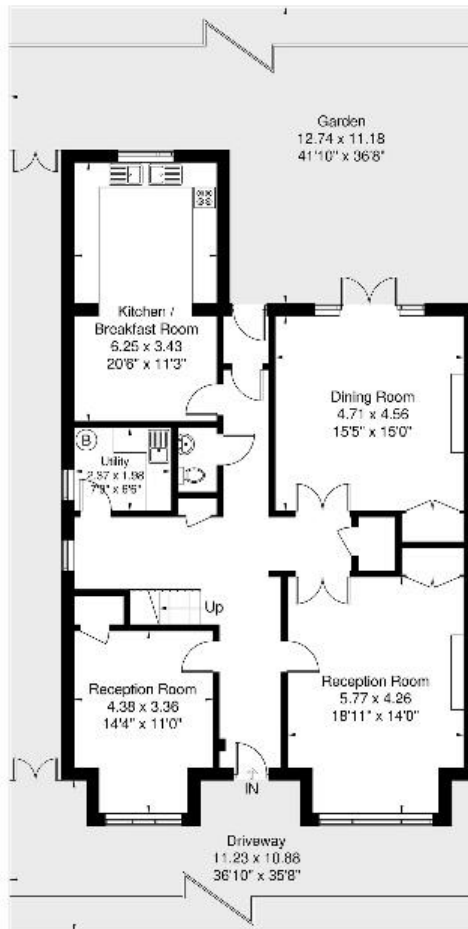 Garden
12.74 x 11.18
41'10" x 36'8"
Kitchen /
Breakfast Room
6.25 x 3.43
20'6" x 11'3"
Dining Room
4.71 x 4.56
15'5" x 15'0"
B
Utility
2.37 x 1.98
7'9" x 6'6"
Up
Reception Room
4.38 x 3.36
14'4" x 11'0"
Reception Room
5.77 x 4.26
18'11" x 14'0"
IN
Driveway
11.23 x 10.88
36'10" x 35'8"